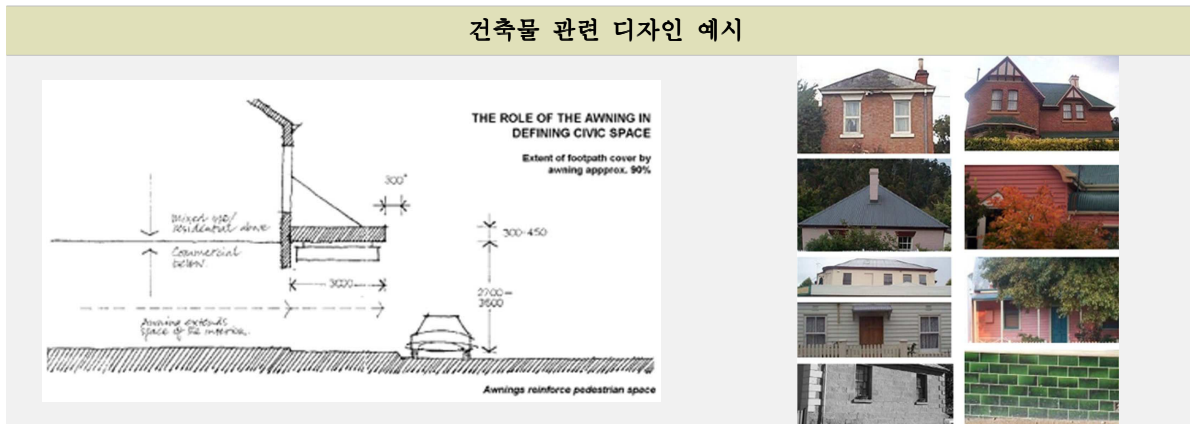 건축물 관련 디자인 예시
THE ROLE OF THE AWNING IN
DEFINING CIVIC SPACE
Extent of footpath cover by
awning appprox. 90%
300
Mixed use/
Residential above
Commercial
below.
300-450
3000
2700-
3600
Awning extends
space of the interior.
Awnings reinforce pedestrian space